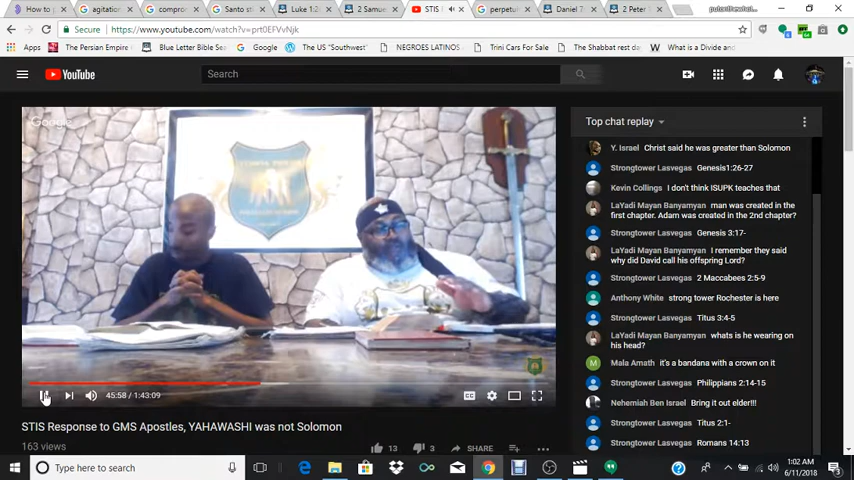 How to s
agitation
compro
Santo st
Luke 1:2
2 Samue
STIS
perpetu
Daniel 7
2 Peter
Secure
https://www.youtube.com/watch?v=prt0EFVvNjk
The Persian Empire
Blue Letter Bible: Se
Google
The US "Southwest"
NEGROES LATINOS
Trini Cars For Sale
The Shabbat rest da
W What is a Divide and
YouTube
Search
Google
Top chat replay
Y. Israel Christ said he was greater than Solomon
Strongtower Lasvegas Genesis1:26-27
Kevin Collings I don't think ISUPK teaches that
LaYadi Mayan Banyamyan man was created in the
first chapter. Adam was created in the 2nd chapter?
Strongtower Lasvegas Genesis 3:17-
LaYadi Mayan Banyamyan I remember they said
why did David call his offspring Lord?
Strongtower Lasvegas 2 Maccabees 2:5-9
Anthony White strong tower Rochester is here
Strongtower Lasvegas Titus 3:4-5
LaYadi Mayan Banyamyan whats is he wearing on
his head?
M Mala Amath it's a bandana with a crown on it
Strongtower Lasvegas Philippians 2:14-15
Nehemiah Ben Israel Bring it out elder!!!
Strongtower Lasvegas Titus 2:1-
Strongtower Lasvegas Romans 14:13
45:58 / 1:43:09
CC
STIS Response to GMS Apostles, YAHAWASHI was not Solomon
163 views
13
3
SHARE
Type here to search
1:02 AM
6/11/2018